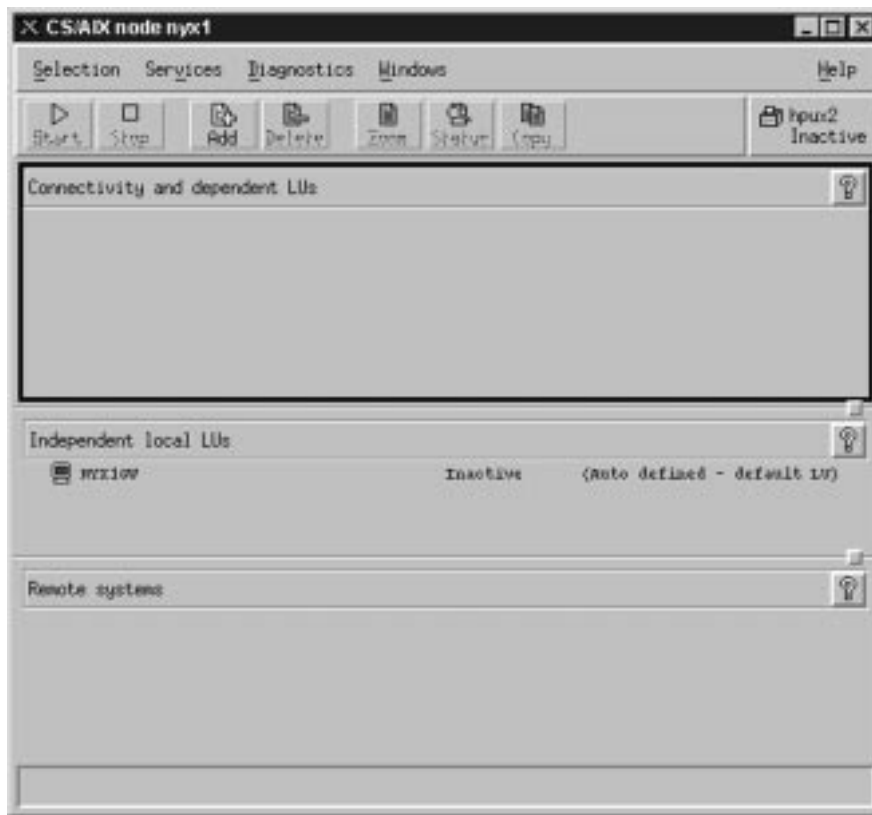 CS/AIX node nyx1
Selection Services Diagnostics Windows Help
Start Stop Add Delete Zoom Status Copy hpux2
Inactive
Connectivity and dependent LUs
Independent local LUs
Inactive (Auto defined - default LU)
Remote systems